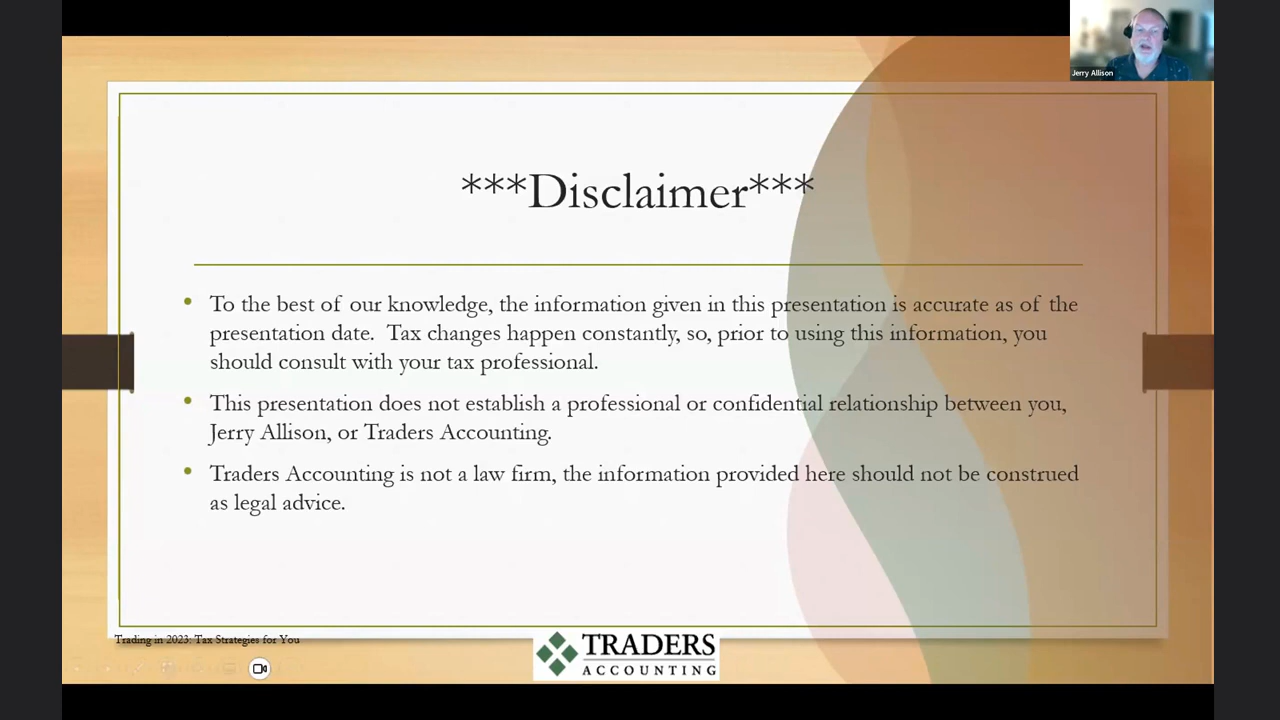 Jerry Allison
***Disclaimer***
• To the best of our knowledge, the information given in this presentation is accurate as of the
presentation date. Tax changes happen constantly, so, prior to using this information, you
should consult with your tax professional.
• This presentation does not establish a professional or confidential relationship between you,
Jerry Allison, or Traders Accounting.
• Traders Accounting is not a law firm, the information provided here should not be construed
as legal advice.
Trading in 2023: Tax Strategies for You
TRADERS
ACCOUNTING